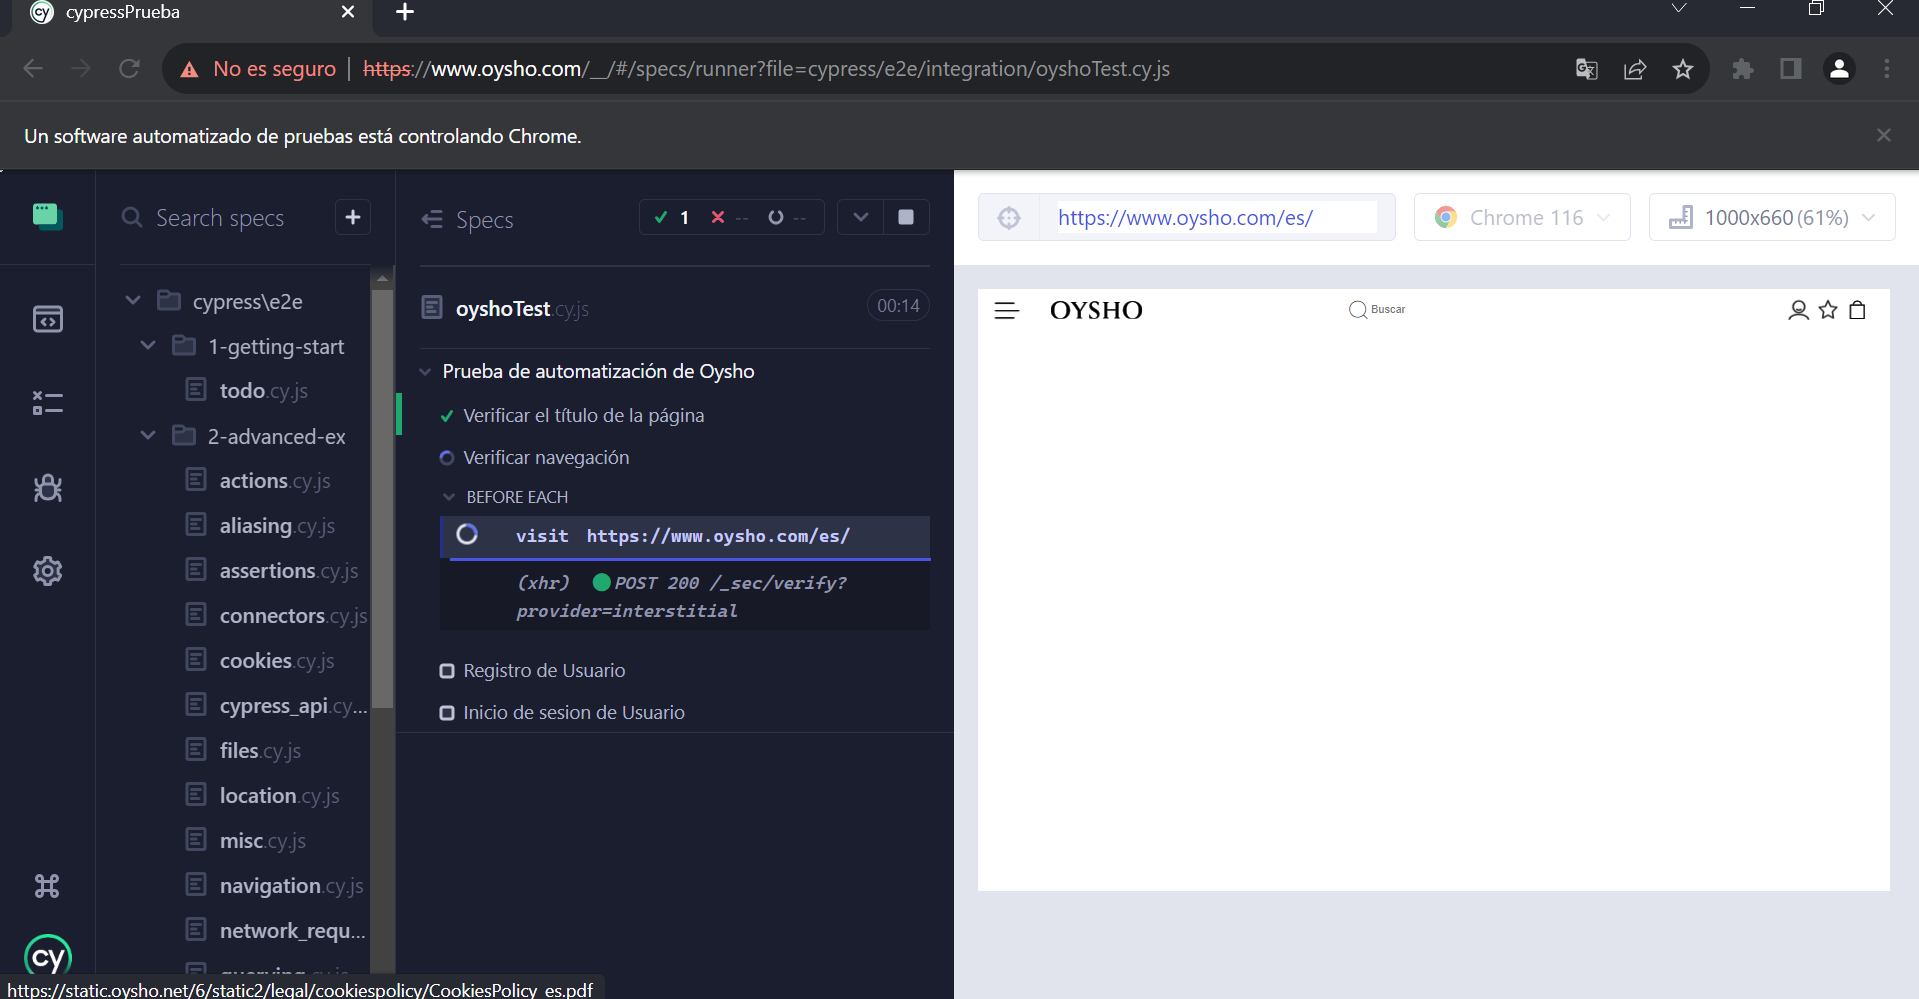 cypressPrueba
No es seguro
https://www.oysho.com/__/#/specs/runner?file=cypress/e2e/integration/oyshoTest.cy.js
Un software automatizado de pruebas está controlando Chrome.
Search specs
cypress\e2e
1-getting-start
todo.cy.js
2-advanced-ex
actions.cy.js
aliasing.cy.js
assertions.cy.js
connectors.cy.js
cookies.cy.js
cypress_api.cy...
files.cy.js
location.cy.js
misc.cy.js
navigation.cy.js
network_requ...
querying.cy.js
cy
https://static.oysho.net/6/static2/legal/cookiespolicy/CookiesPolicy_es.pdf
Specs
1 -- --
oyshoTest.cy.js 00:14
Prueba de automatización de Oysho
Verificar el título de la página
Verificar navegación
BEFORE EACH
visit https://www.oysho.com/es/
(xhr) POST 200 /_sec/verify?
provider=interstitial
Registro de Usuario
Inicio de sesion de Usuario
https://www.oysho.com/es/
Chrome 116
1000x660 (61%)
OYSHO
Buscar